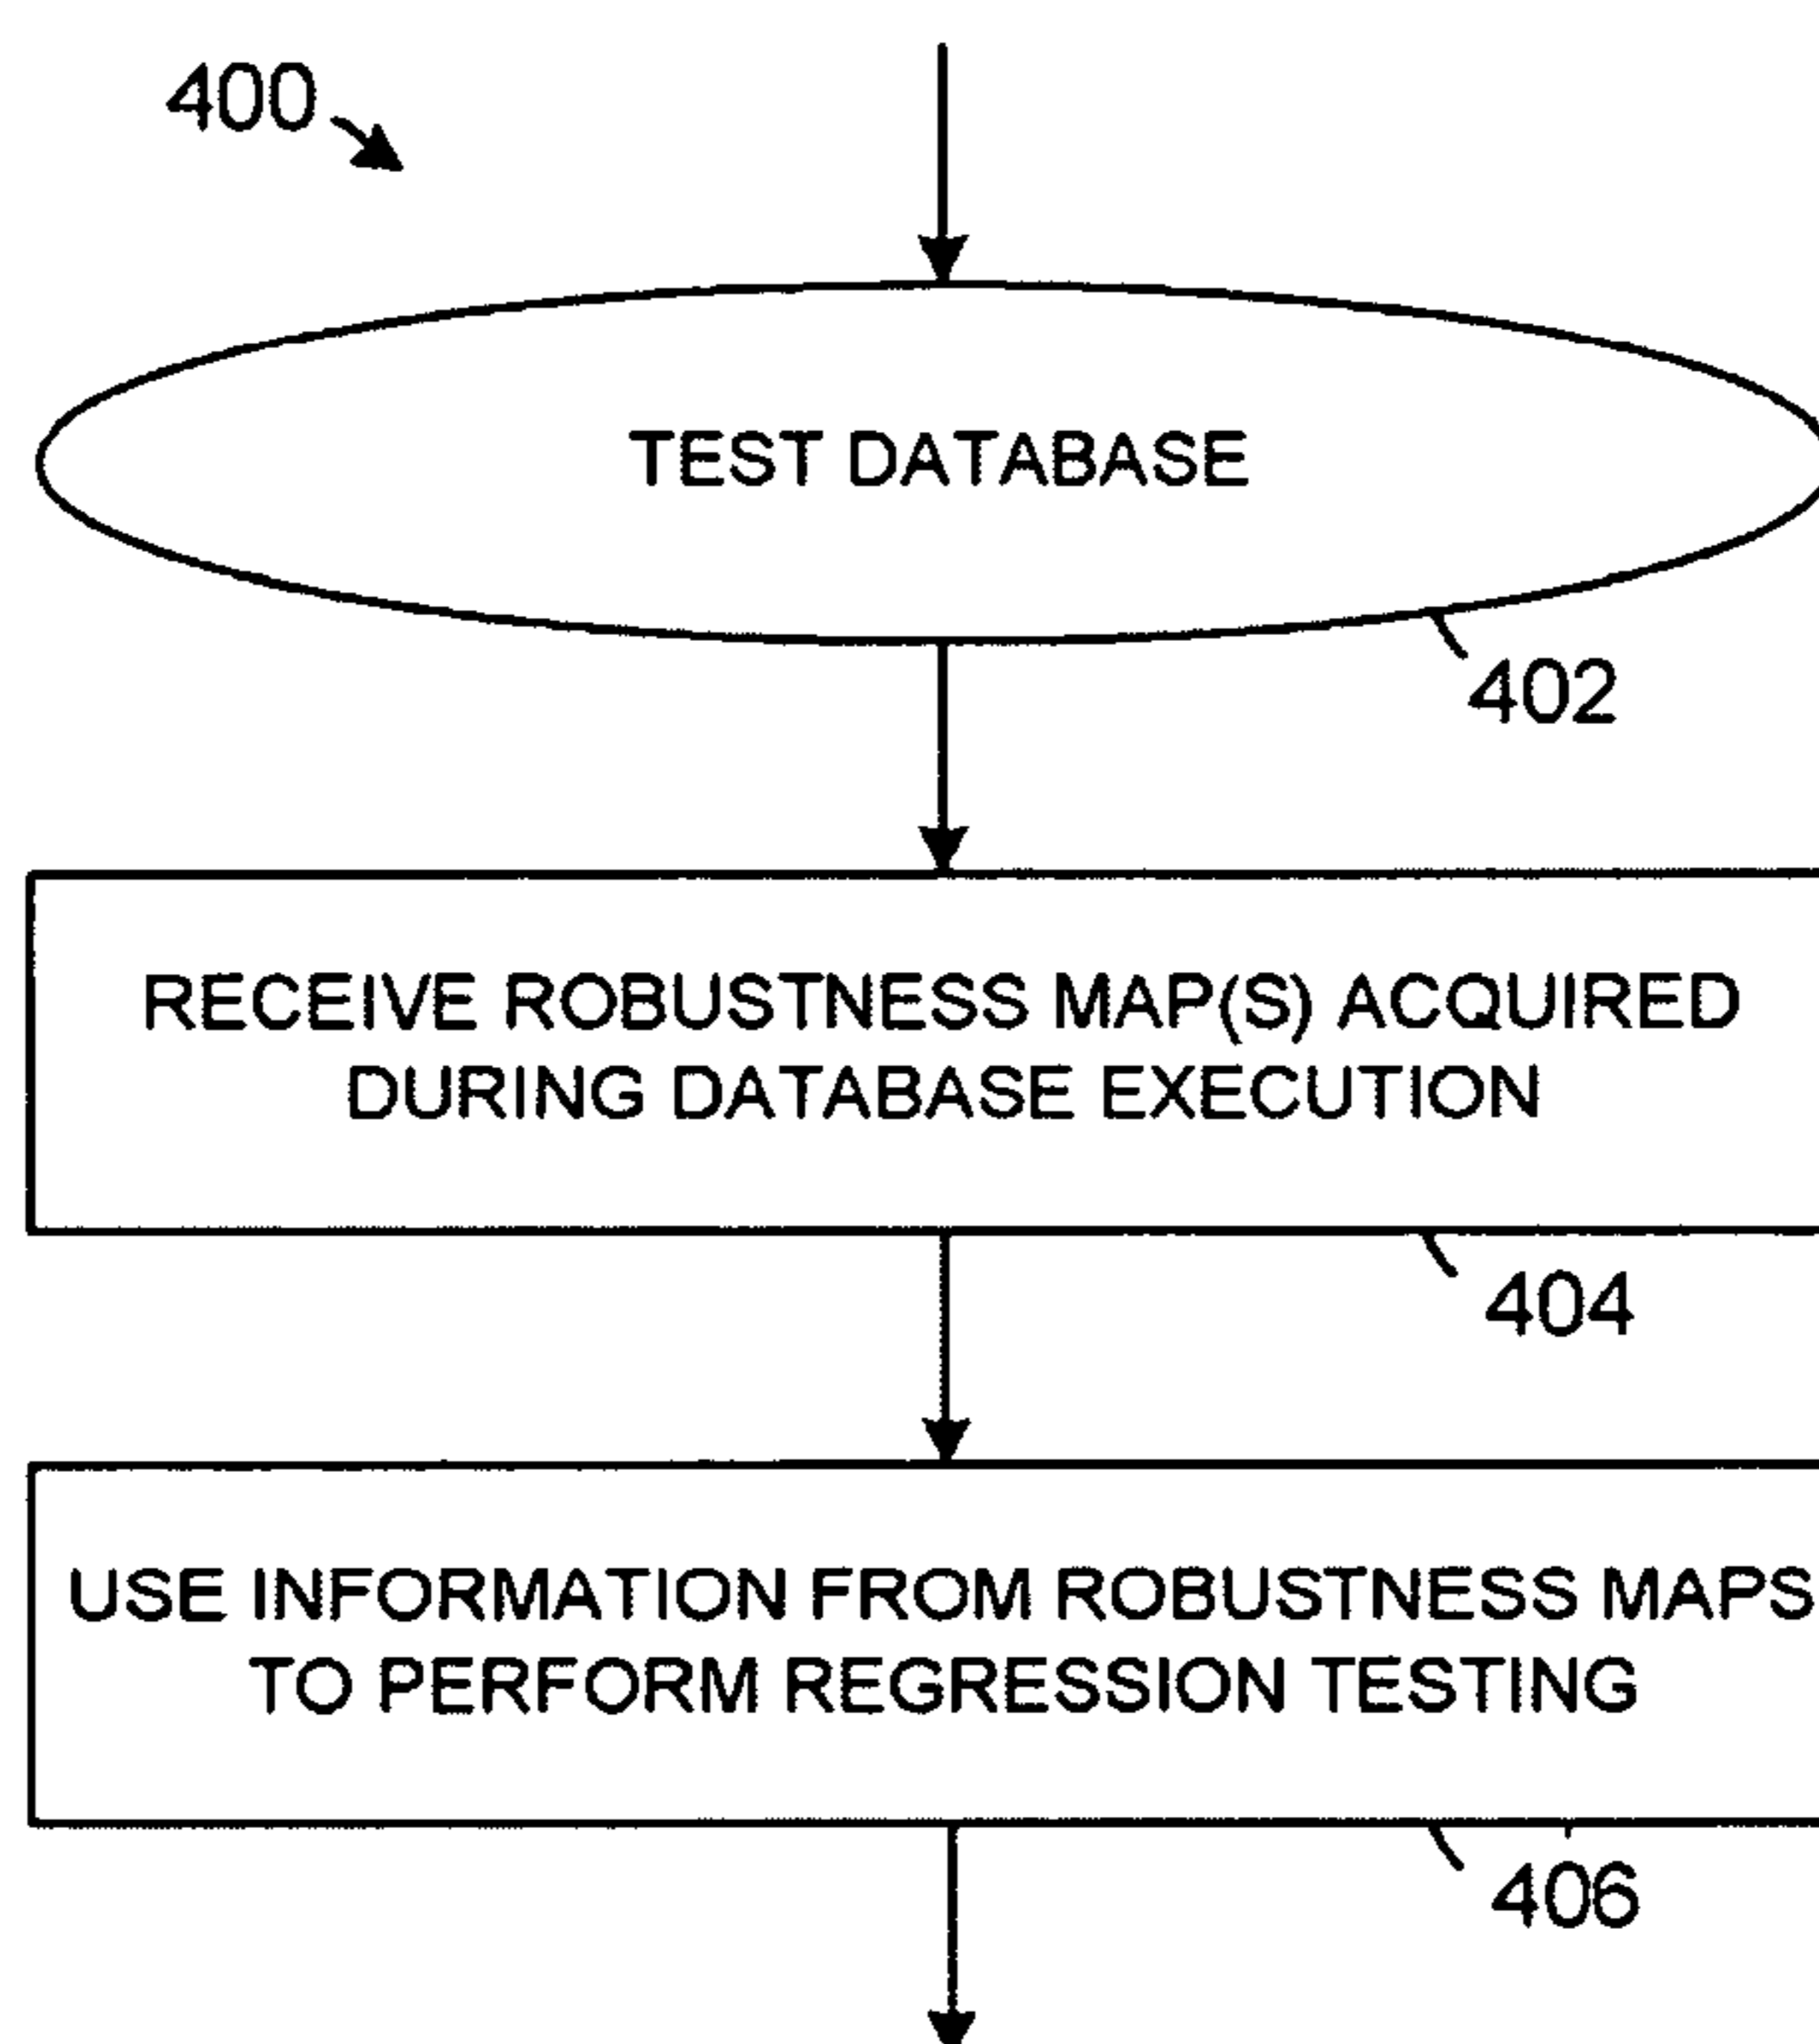 400
TEST DATABASE
402
RECEIVE ROBUSTNESS MAP(S) ACQUIRED
DURING DATABASE EXECUTION
404
USE INFORMATION FROM ROBUSTNESS MAPS
TO PERFORM REGRESSION TESTING
406